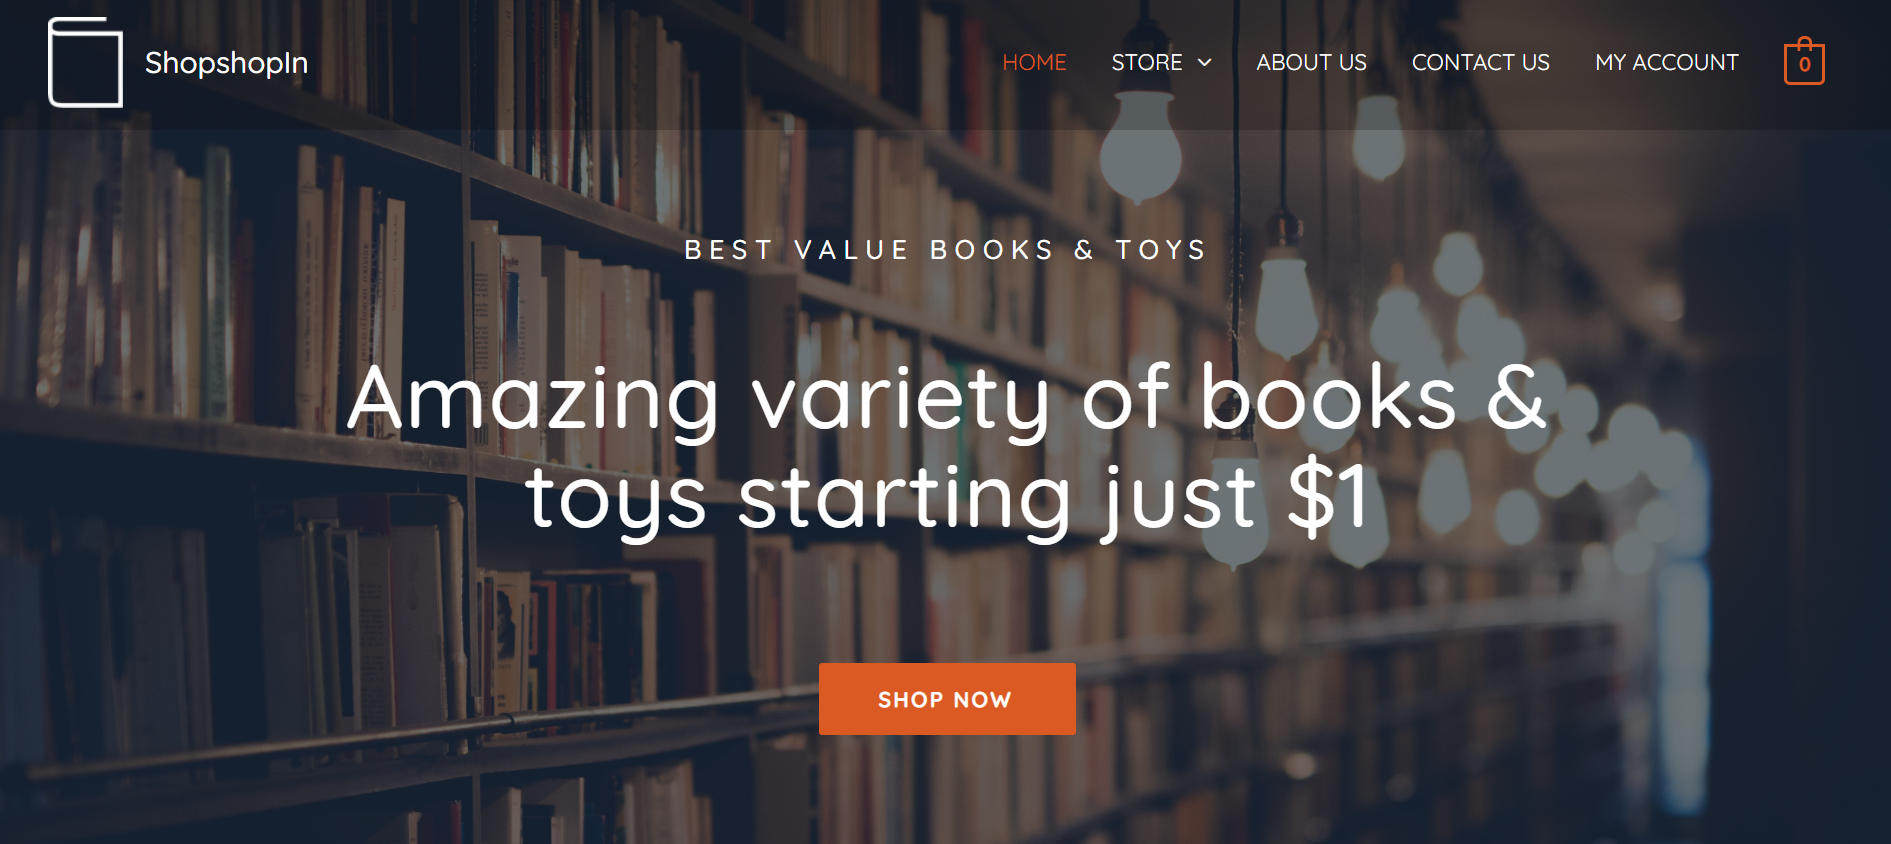 ShopshopIn
HOME STORE ABOUT US CONTACT US MY ACCOUNT 0
BEST VALUE BOOKS & TOYS
Amazing variety of books &
toys starting just $1
SHOP NOW